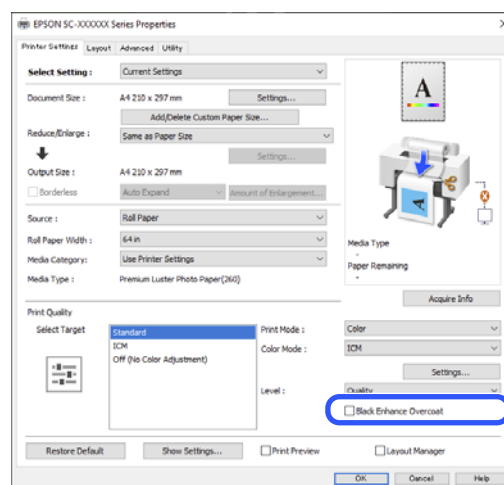 EPSON SC-XXXXXX Series Properties
Printer Settings Layout Advanced Utility
Select Setting : Current Settings
Document Size : A4 210 x 297 mm Settings...
Add/Delete Custom Paper Size...
Reduce/Enlarge : Same as Paper Size
Settings...
Output Size : A4 210 x 297 mm
Borderless Auto Expand Amount of Enlargement...
Source : Roll Paper
Roll Paper Width : 64 in
Media Category: Use Printer Settings
Media Type : Premium Luster Photo Paper(260)
A
A
Media Type
-
Paper Remaining
-
Acquire Info
Print Quality
Select Target Standard
ICM
Off (No Color Adjustment)
Print Mode : Color
Color Mode : ICM
Settings...
Level : Quality
Black Enhance Overcoat
Restore Default Show Settings... Print Preview Layout Manager
OK Cancel Help